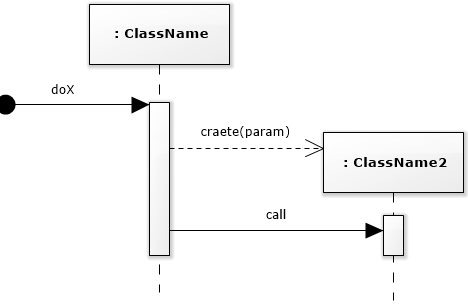 : ClassName
doX
craete(param)
: ClassName2
call